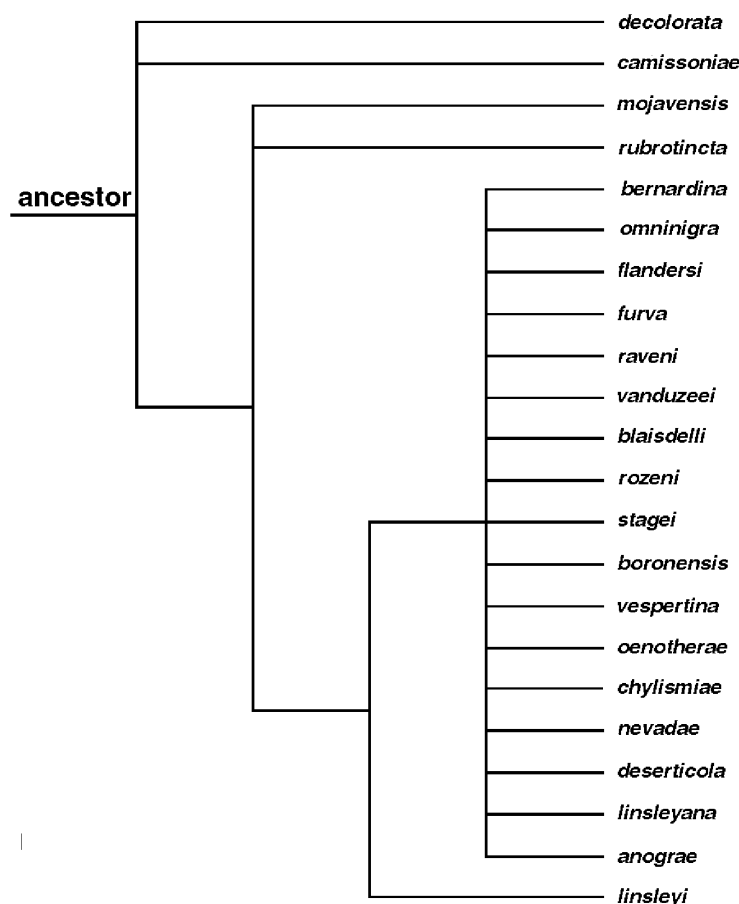 decolorata
camissoniae
mojavensis
rubrotincta
ancestor
bernardina
omninigra
flandersi
furva
raveni
vanduzeei
blaisdelli
rozeni
stagei
boronensis
vespertina
oenotherae
chylismiae
nevadae
deserticola
linsleyana
anograe
linsleyi